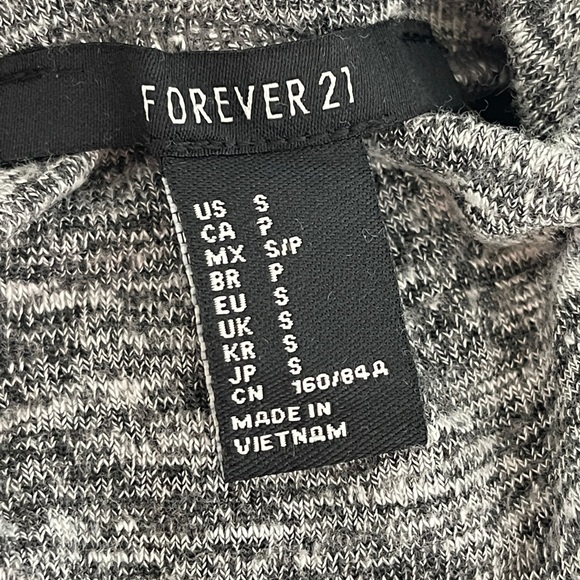 FOREVER 21
US S
CA P
MX S/P
BR P
EU S
UK S
KR S
JP S
CN 160/84A
MADE IN
VIETNAM